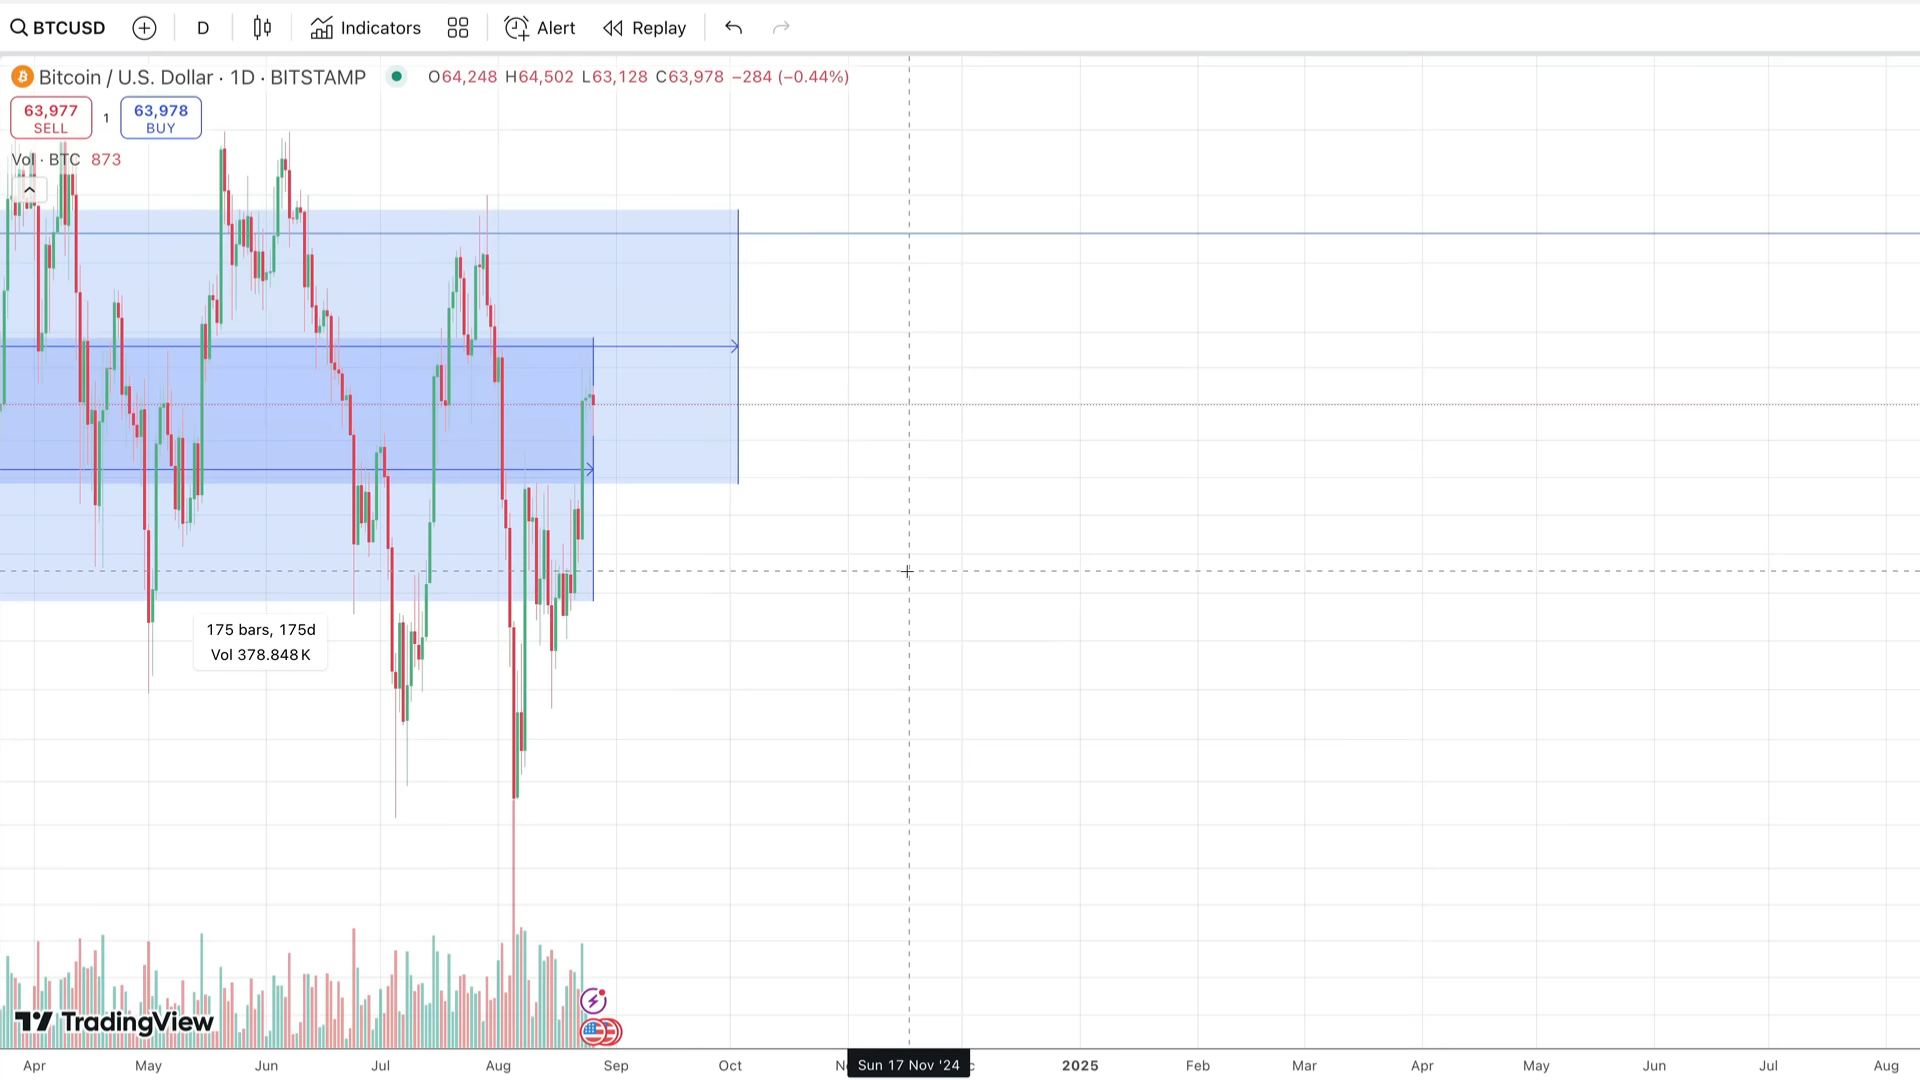 BTCUSD D Indicators Alert Replay
Bitcoin / U.S. Dollar · 1D · BITSTAMP O64,248 H64,502 L63,128 C63,978 −284 (−0.44%)
63,977 SELL 1 63,978 BUY
Vol · BTC 873
175 bars, 175d
Vol 378.848K
TradingView
Apr May Jun Jul Aug Sep Oct Sun 17 Nov '24 2025 Feb Mar Apr May Jun Jul Aug